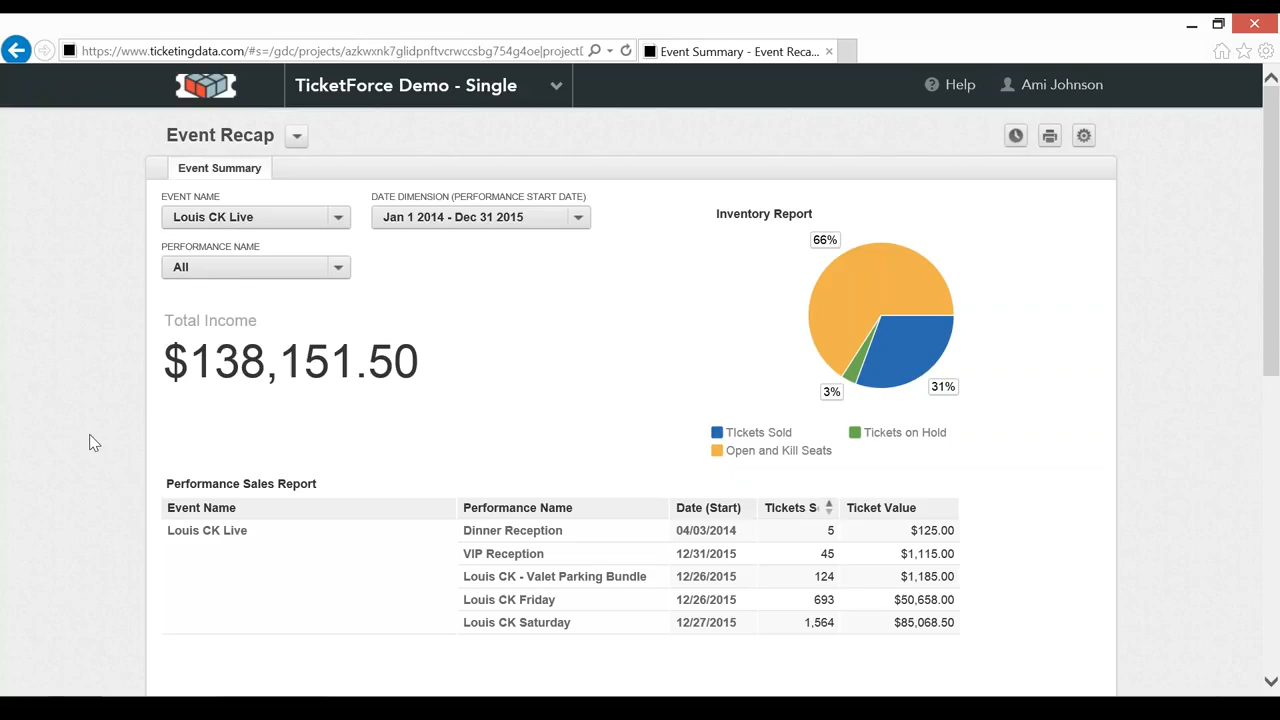 https://www.ticketingdata.com/#s=/gdc/projects/azkwxnk7glidpnftvcrwccsbg754g4oe|project
Event Summary - Event Reca...
TicketForce Demo - Single
Help
Ami Johnson
Event Recap
Event Summary
EVENT NAME
DATE DIMENSION (PERFORMANCE START DATE)
Louis CK Live
Jan 1 2014 - Dec 31 2015
PERFORMANCE NAME
All
Total Income
$138,151.50
Inventory Report
66%
3%
31%
TIckets Sold
Tickets on Hold
Open and Kill Seats
Performance Sales Report
Event Name Performance Name Date (Start) TIckets S Ticket Value
Louis CK Live Dinner Reception 04/03/2014 5 $125.00
VIP Reception 12/31/2015 45 $1,115.00
Louis CK - Valet Parking Bundle 12/26/2015 124 $1,185.00
Louis CK Friday 12/26/2015 693 $50,658.00
Louis CK Saturday 12/27/2015 1,564 $85,068.50